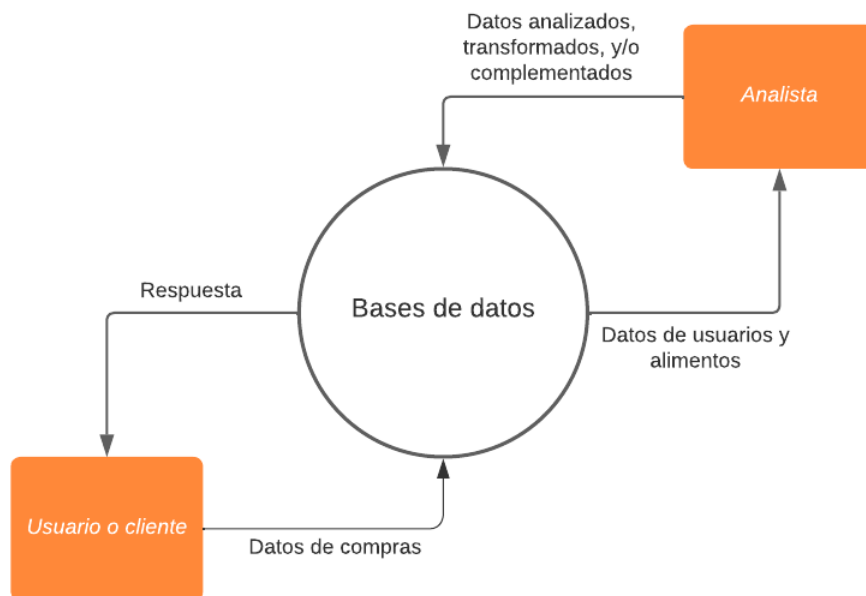 Datos analizados,
transformados, y/o
complementados
Analista
Respuesta
Bases de datos
Datos de usuarios y
alimentos
Usuario o cliente
Datos de compras